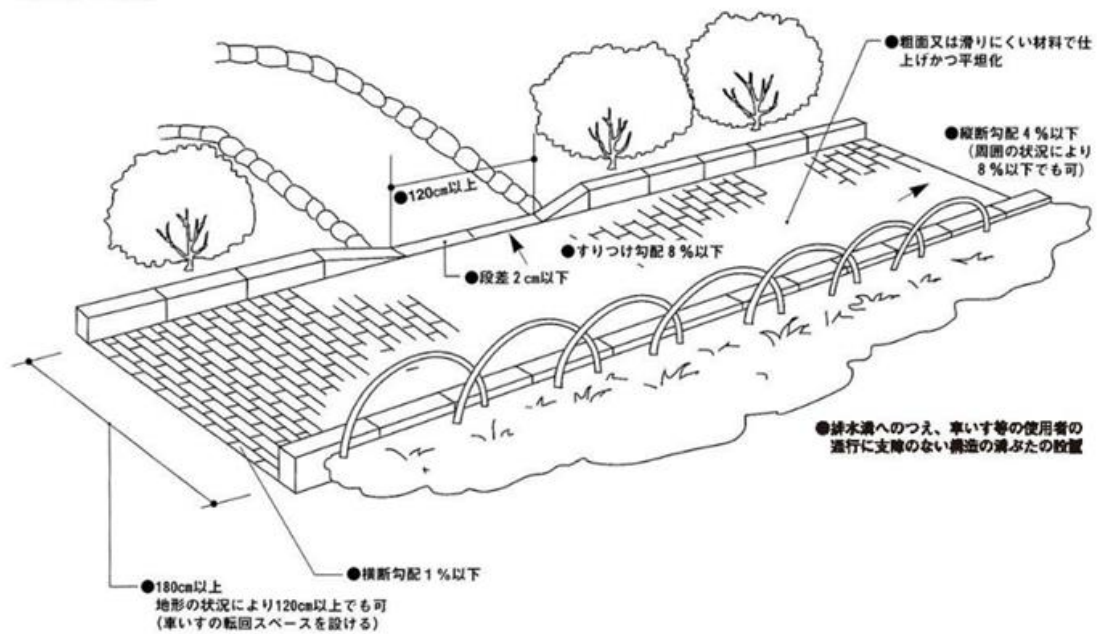 ●粗面又は滑りにくい材料で仕
上げかつ平坦化
●縦断勾配4%以下
(周囲の状況により
8%以下でも可)
●120cm以上
●すりつけ勾配8%以下
●段差2cm以下
●排水溝へのつえ、車いす等の使用者の
通行に支障のない構造の溝ぶたの設置
●横断勾配1%以下
●180cm以上
地形の状況により120cm以上でも可
(車いすの転回スペースを設ける)